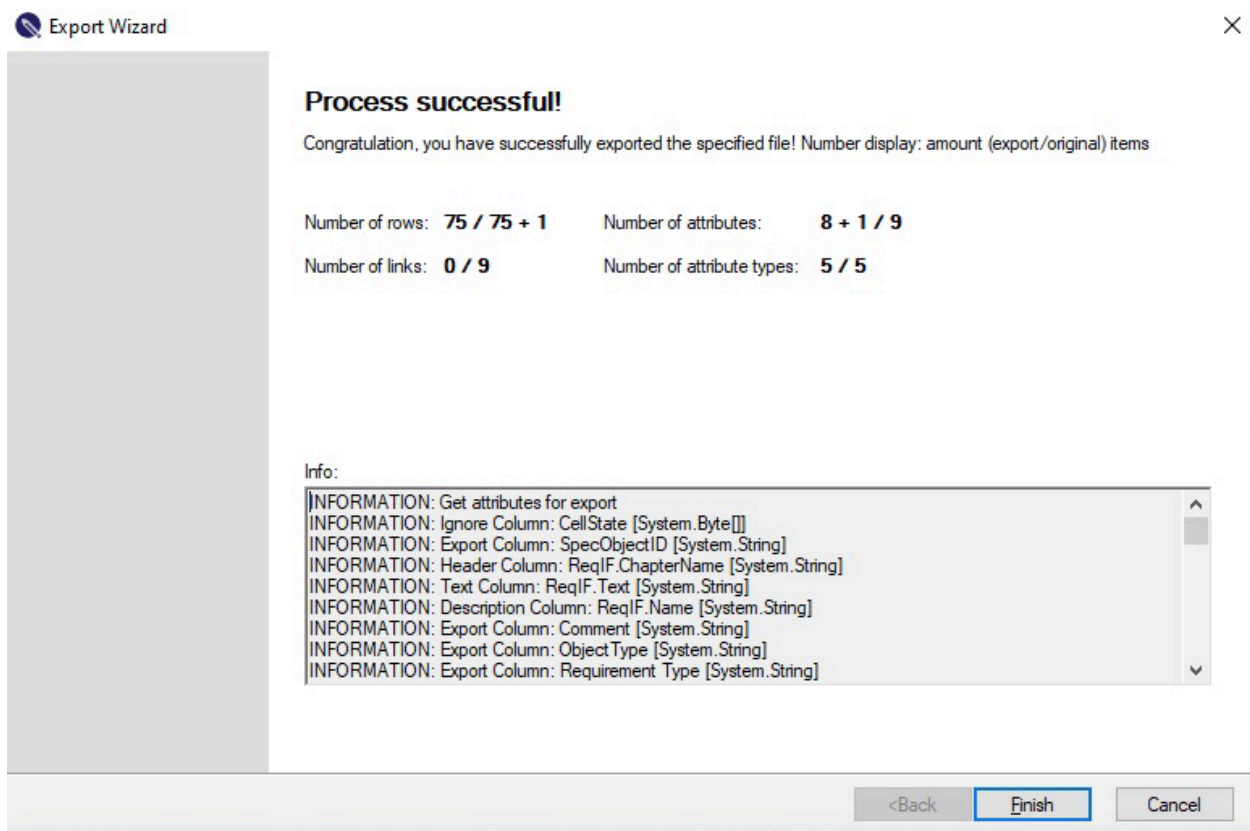 Export Wizard
Process successful!
Congratulation, you have successfully exported the specified file! Number display: amount (export/original) items
Number of rows: 75 / 75 + 1 Number of attributes: 8 + 1 / 9
Number of links: 0 / 9 Number of attribute types: 5 / 5
Info:
INFORMATION: Get attributes for export
INFORMATION: Ignore Column: CellState [System.Byte[]]
INFORMATION: Export Column: SpecObjectID [System.String]
INFORMATION: Header Column: ReqIF.ChapterName [System.String]
INFORMATION: Text Column: ReqIF.Text [System.String]
INFORMATION: Description Column: ReqIF.Name [System.String]
INFORMATION: Export Column: Comment [System.String]
INFORMATION: Export Column: ObjectType [System.String]
INFORMATION: Export Column: Requirement Type [System.String]
<Back Finish Cancel